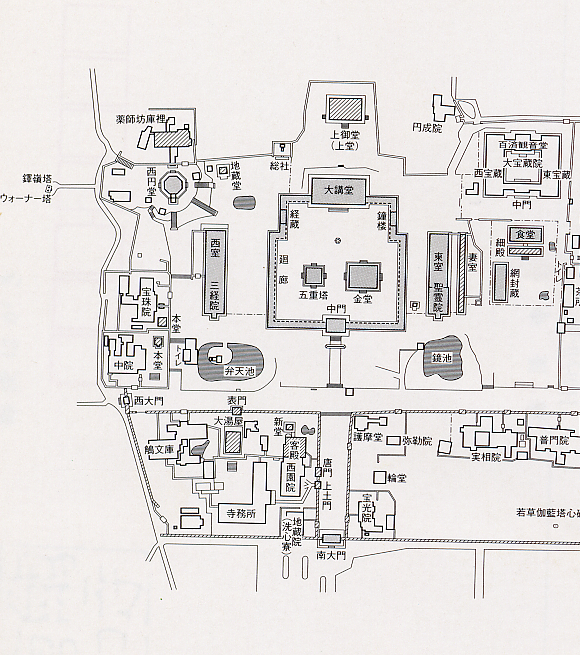 薬師坊庫裡
上御堂
(上堂)
円成院
総社
地蔵堂
西円堂
鐸嶺塔
ウォーナー塔
百済観音堂
大宝蔵院
西宝蔵
東宝蔵
中門
大講堂
経蔵
鐘楼
廻廊
西室
三経院
五重塔
金堂
中門
東室
聖霊院
妻室
食堂
細殿
綱封蔵
トイレ
宝珠院
本堂
中院
本堂
トイレ
弁天池
鏡池
西大門
表門
大湯屋
新堂
客殿
西園院
唐門
上土門
護摩堂
弥勒院
実相院
普門院
鵤文庫
寺務所
地蔵院
洗心寮
輪堂
宝光院
南大門
若草伽藍塔心礎